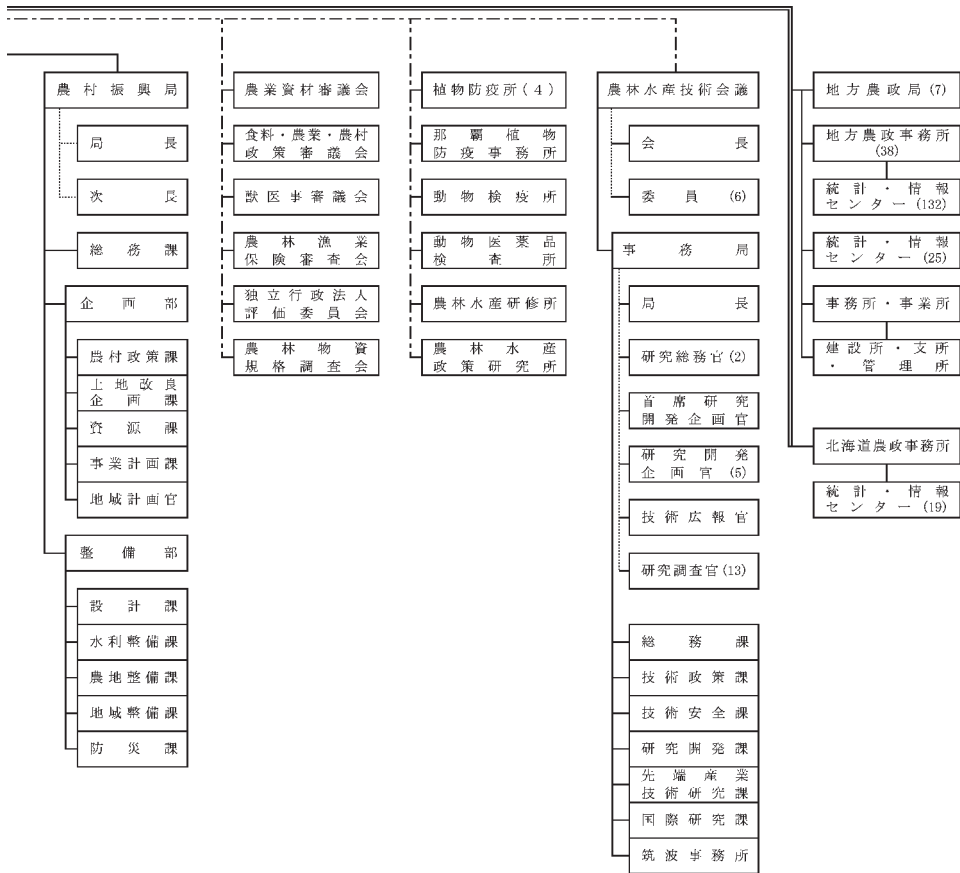 農村振興局
局長
次長
総務課
企画部
農村政策課
土地改良
企画課
資源課
事業計画課
地域計画官
整備部
設計課
水利整備課
農地整備課
地域整備課
防災課
農業資材審議会
食料・農業・農村
政策審議会
獣医事審議会
農林漁業
保険審査会
独立行政法人
評価委員会
農林物資
規格調査会
植物防疫所(4)
那覇植物
防疫事務所
動物検疫所
動物医薬品
検査所
農林水産研修所
農林水産
政策研究所
農林水産技術会議
会長
委員(6)
事務局
局長
研究総務官(2)
首席研究
開発企画官
研究開発
企画官(5)
技術広報官
研究調査官(13)
総務課
技術政策課
技術安全課
研究開発課
先端産業
技術研究課
国際研究課
筑波事務所
地方農政局(7)
地方農政事務所
(38)
統計・情報
センター(132)
統計・情報
センター(25)
事務所・事業所
建設所・支所
・管理所
北海道農政事務所
統計・情報
センター(19)